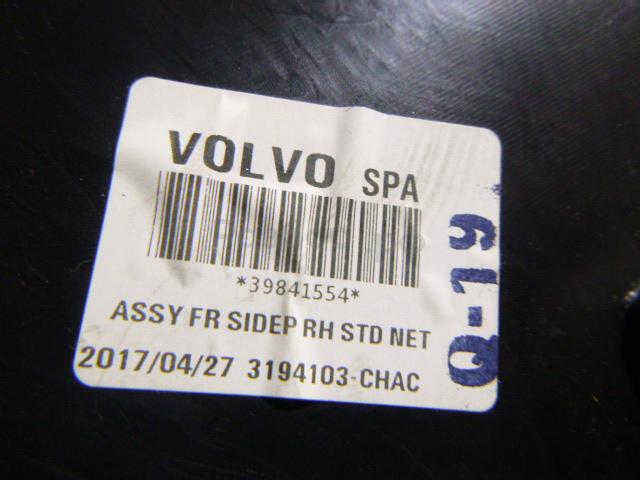 VOLVO SPA
*39841554*
ASSY FR SIDEP RH STD NET
2017/04/27 3194103-CHAC
Q-19